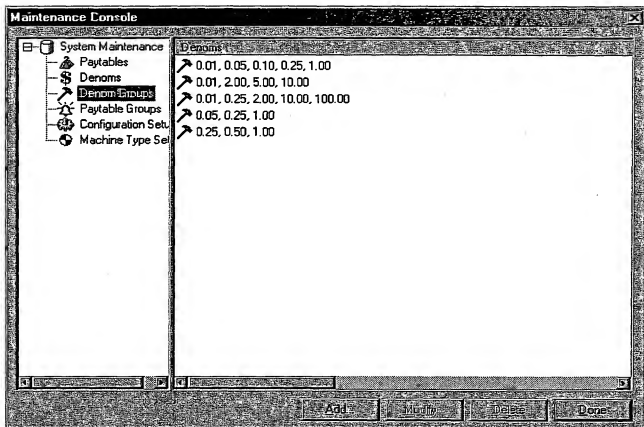 Maintenance Console
System Maintenance
Paytables
Denoms
Denom Groups
Paytable Groups
Configuration Setu
Machine Type Sel
Denoms
0.01, 0.05, 0.10, 0.25, 1.00
0.01, 2.00, 5.00, 10.00
0.01, 0.25, 2.00, 10.00, 100.00
0.05, 0.25, 1.00
0.25, 0.50, 1.00
Add
Modify
Delete
Done